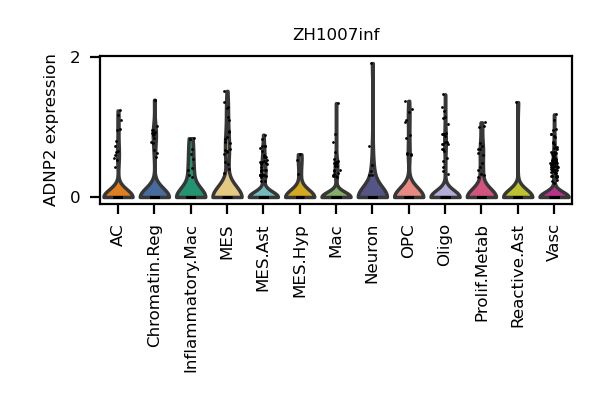 ZH1007inf
ADNP2 expression
2
0
AC
Chromatin.Reg
Inflammatory.Mac
MES
MES.Ast
MES.Hyp
Mac
Neuron
OPC
Oligo
Prolif.Metab
Reactive.Ast
Vasc